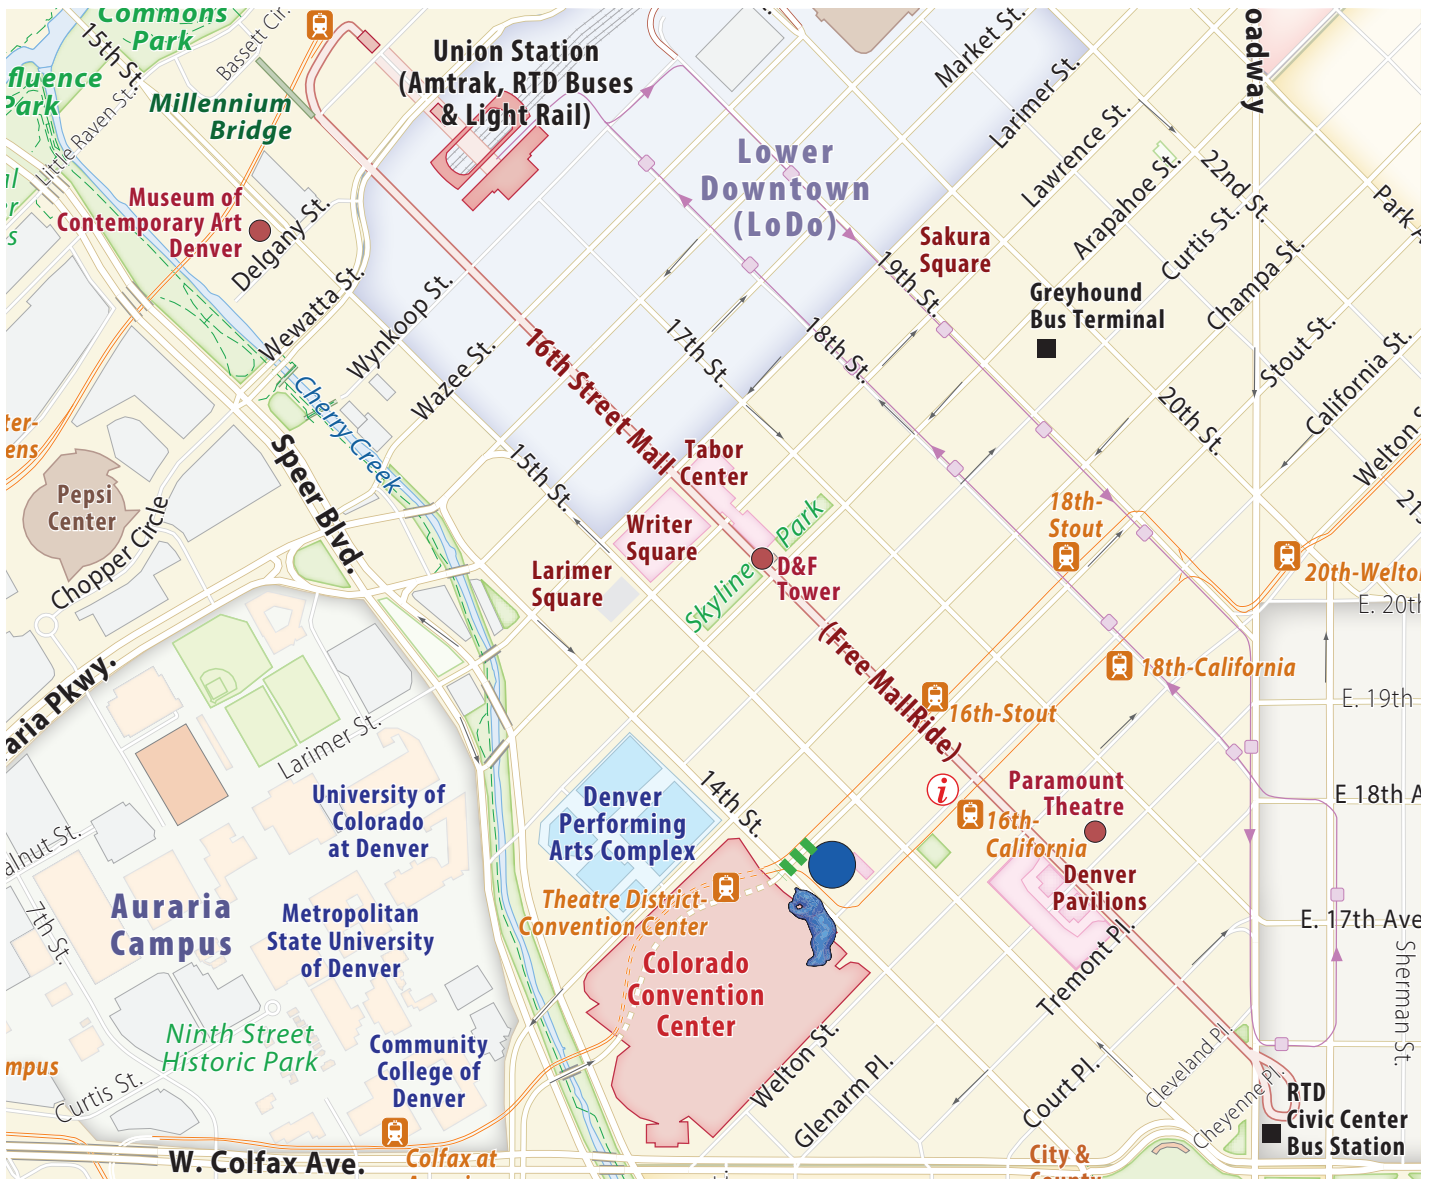 Commons
Park
15th St.
Bassett Cir.
Union Station
(Amtrak, RTD Buses
& Light Rail)
Market St.
Larimer St.
oadway
fluence
Park
Little Raven St.
Millennium
Bridge
Lower
Downtown
(LoDo)
Lawrence St.
Arapahoe St.
22nd St.
Curtis St.
Park A
al
er
s
Museum of
Contemporary Art
Denver
Delgany St.
Sakura
Square
Champa St.
Wewatta St.
Wynkoop St.
19th St.
Greyhound
Bus Terminal
Stout St.
California St.
Wazee St.
16th Street Mall
17th St.
18th St.
20th St.
Cherry Creek
ter-
ens
Speer Blvd.
15th St.
Tabor
Center
Welton S
21s
Pepsi
Center
Chopper Circle
Writer
Square
Skyline Park
18th-
Stout
Larimer
Square
D&F
Tower
20th-Welto
E. 20th
(Free MallRide)
18th-California
16th-Stout
E. 19th
aria Pkwy.
Larimer St.
14th St.
Paramount
Theatre
E 18th A
University of
Colorado
at Denver
Denver
Performing
Arts Complex
i
16th-
California
alnut St.
Denver
Pavilions
7th St.
Auraria
Campus
Metropolitan
State University
of Denver
Theatre District-
Convention Center
E. 17th Ave
Tremont Pl.
Sherman St.
Colorado
Convention
Center
Ninth Street
Historic Park
Community
College of
Denver
Welton St.
Glenarm Pl.
Court Pl.
Cleveland Pl.
Cheyenne Pl.
mpus
Curtis St.
RTD
Civic Center
Bus Station
W. Colfax Ave.
Colfax at
City &